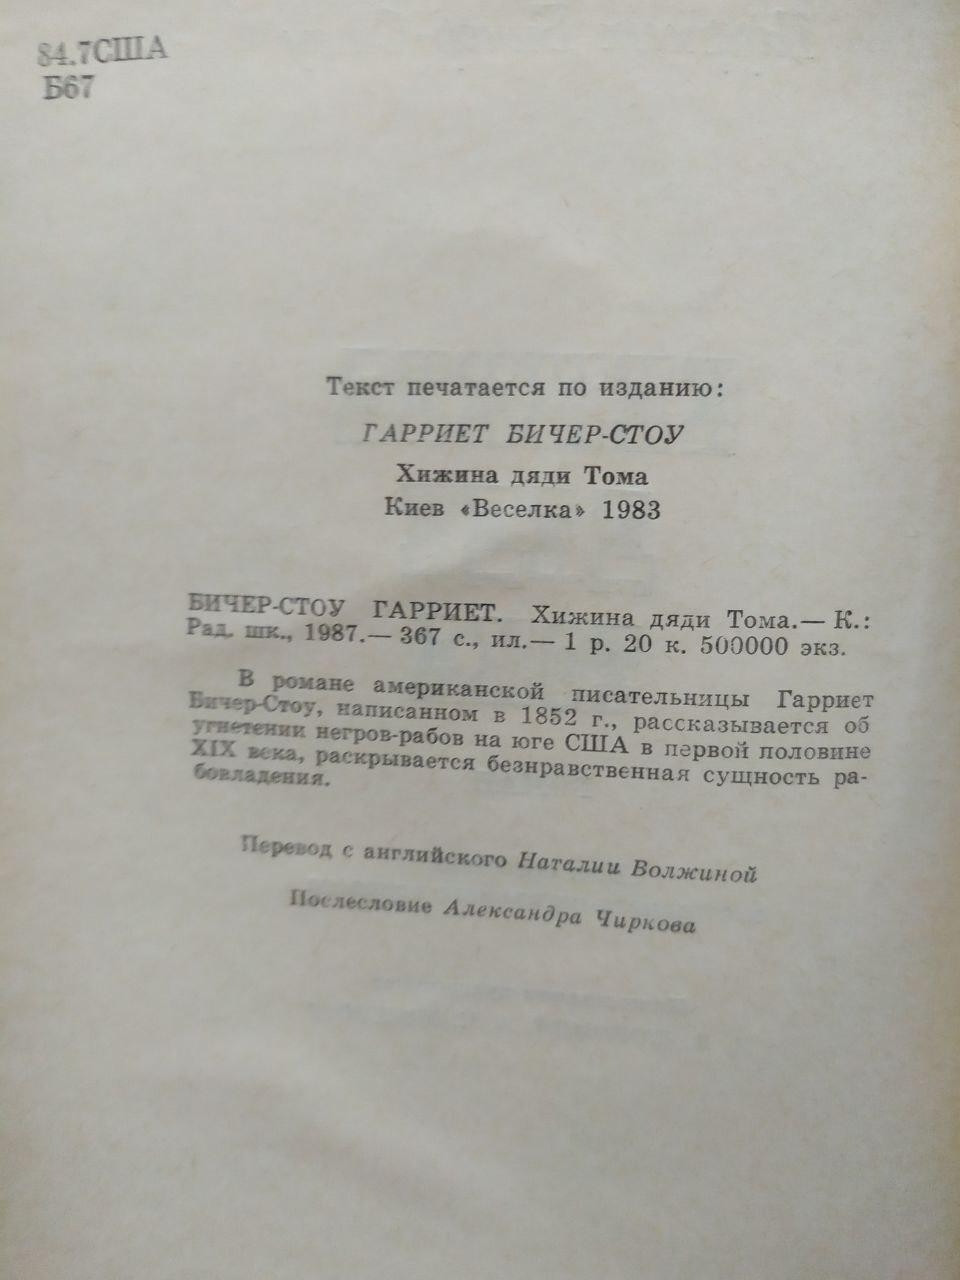 84.7США
Б67
Текст печатается по изданию:
ГАРРИЕТ БИЧЕР-СТОУ
Хижина дяди Тома
Киев «Веселка» 1983
БИЧЕР-СТОУ ГАРРИЕТ. Хижина дяди Тома.— К.:
Рад. шк., 1987.— 367 с., ил.— 1 р. 20 к. 500000 экз.
В романе американской писательницы Гарриет
Бичер-Стоу, написанном в 1852 г., рассказывается об
угнетении негров-рабов на юге США в первой половине
XIX века, раскрывается безнравственная сущность ра-
бовладения.
Перевод с английского Наталии Волжиной
Послесловие Александра Чиркова